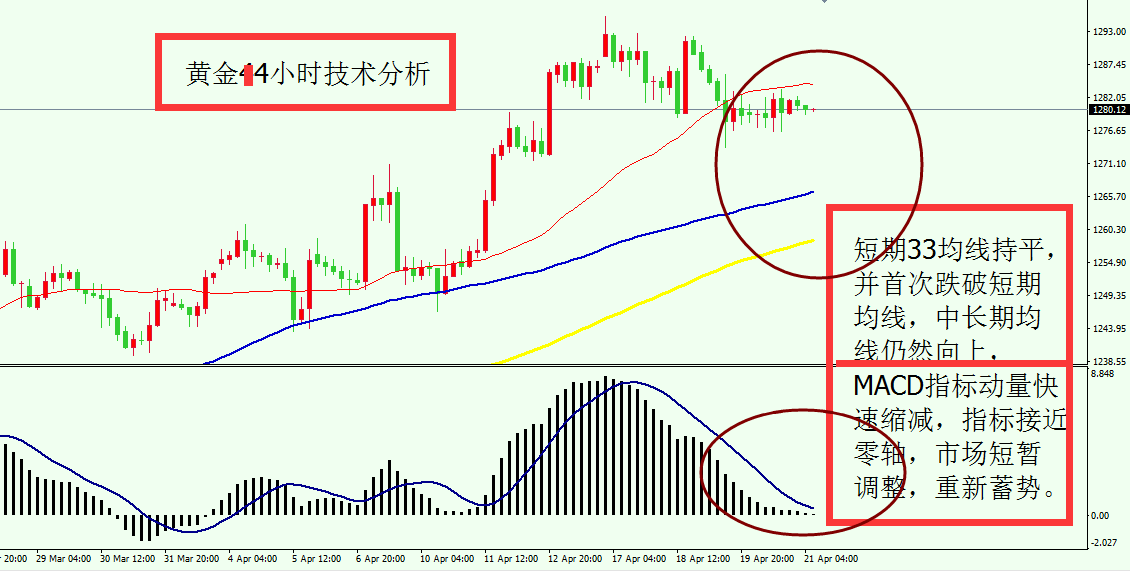 黄金44小时技术分析
1293.00
1287.45
1282.05
1280.12
1276.65
1271.10
1265.70
1260.30
1254.90
1249.35
1243.95
1238.55
短期33均线持平，
并首次跌破短期
均线，中长期均
线仍然向上，
MACD指标动量快
速缩减，指标接近
零轴，市场短暂
调整，重新蓄势。
8.848
0.00
-2.027
20:00
29 Mar 04:00
30 Mar 12:00
31 Mar 20:00
4 Apr 04:00
5 Apr 12:00
6 Apr 20:00
10 Apr 04:00
11 Apr 12:00
12 Apr 20:00
17 Apr 04:00
18 Apr 12:00
19 Apr 20:00
21 Apr 04:00